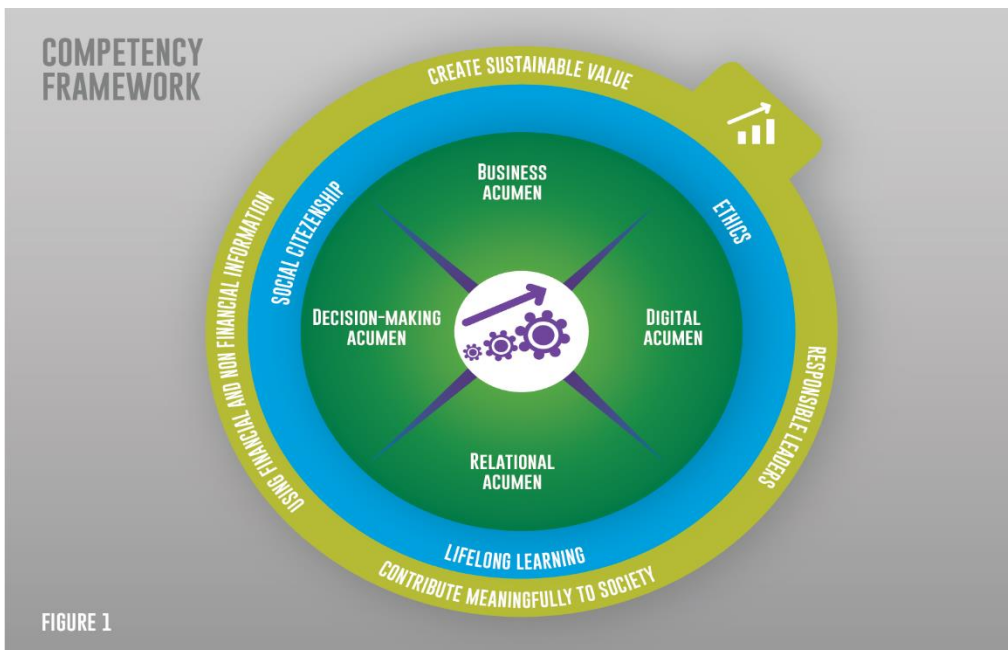 COMPETENCY
FRAMEWORK
CREATE SUSTAINABLE VALUE
BUSINESS
ACUMEN
SOCIAL CITEZENSHIP
ETHICS
USING FINANCIAL AND NON FINANCIAL INFORMATION
DECISION-MAKING
ACUMEN
DIGITAL
ACUMEN
RESPONSIBLE LEADERS
RELATIONAL
ACUMEN
LIFELONG LEARNING
CONTRIBUTE MEANINGFULLY TO SOCIETY
FIGURE 1